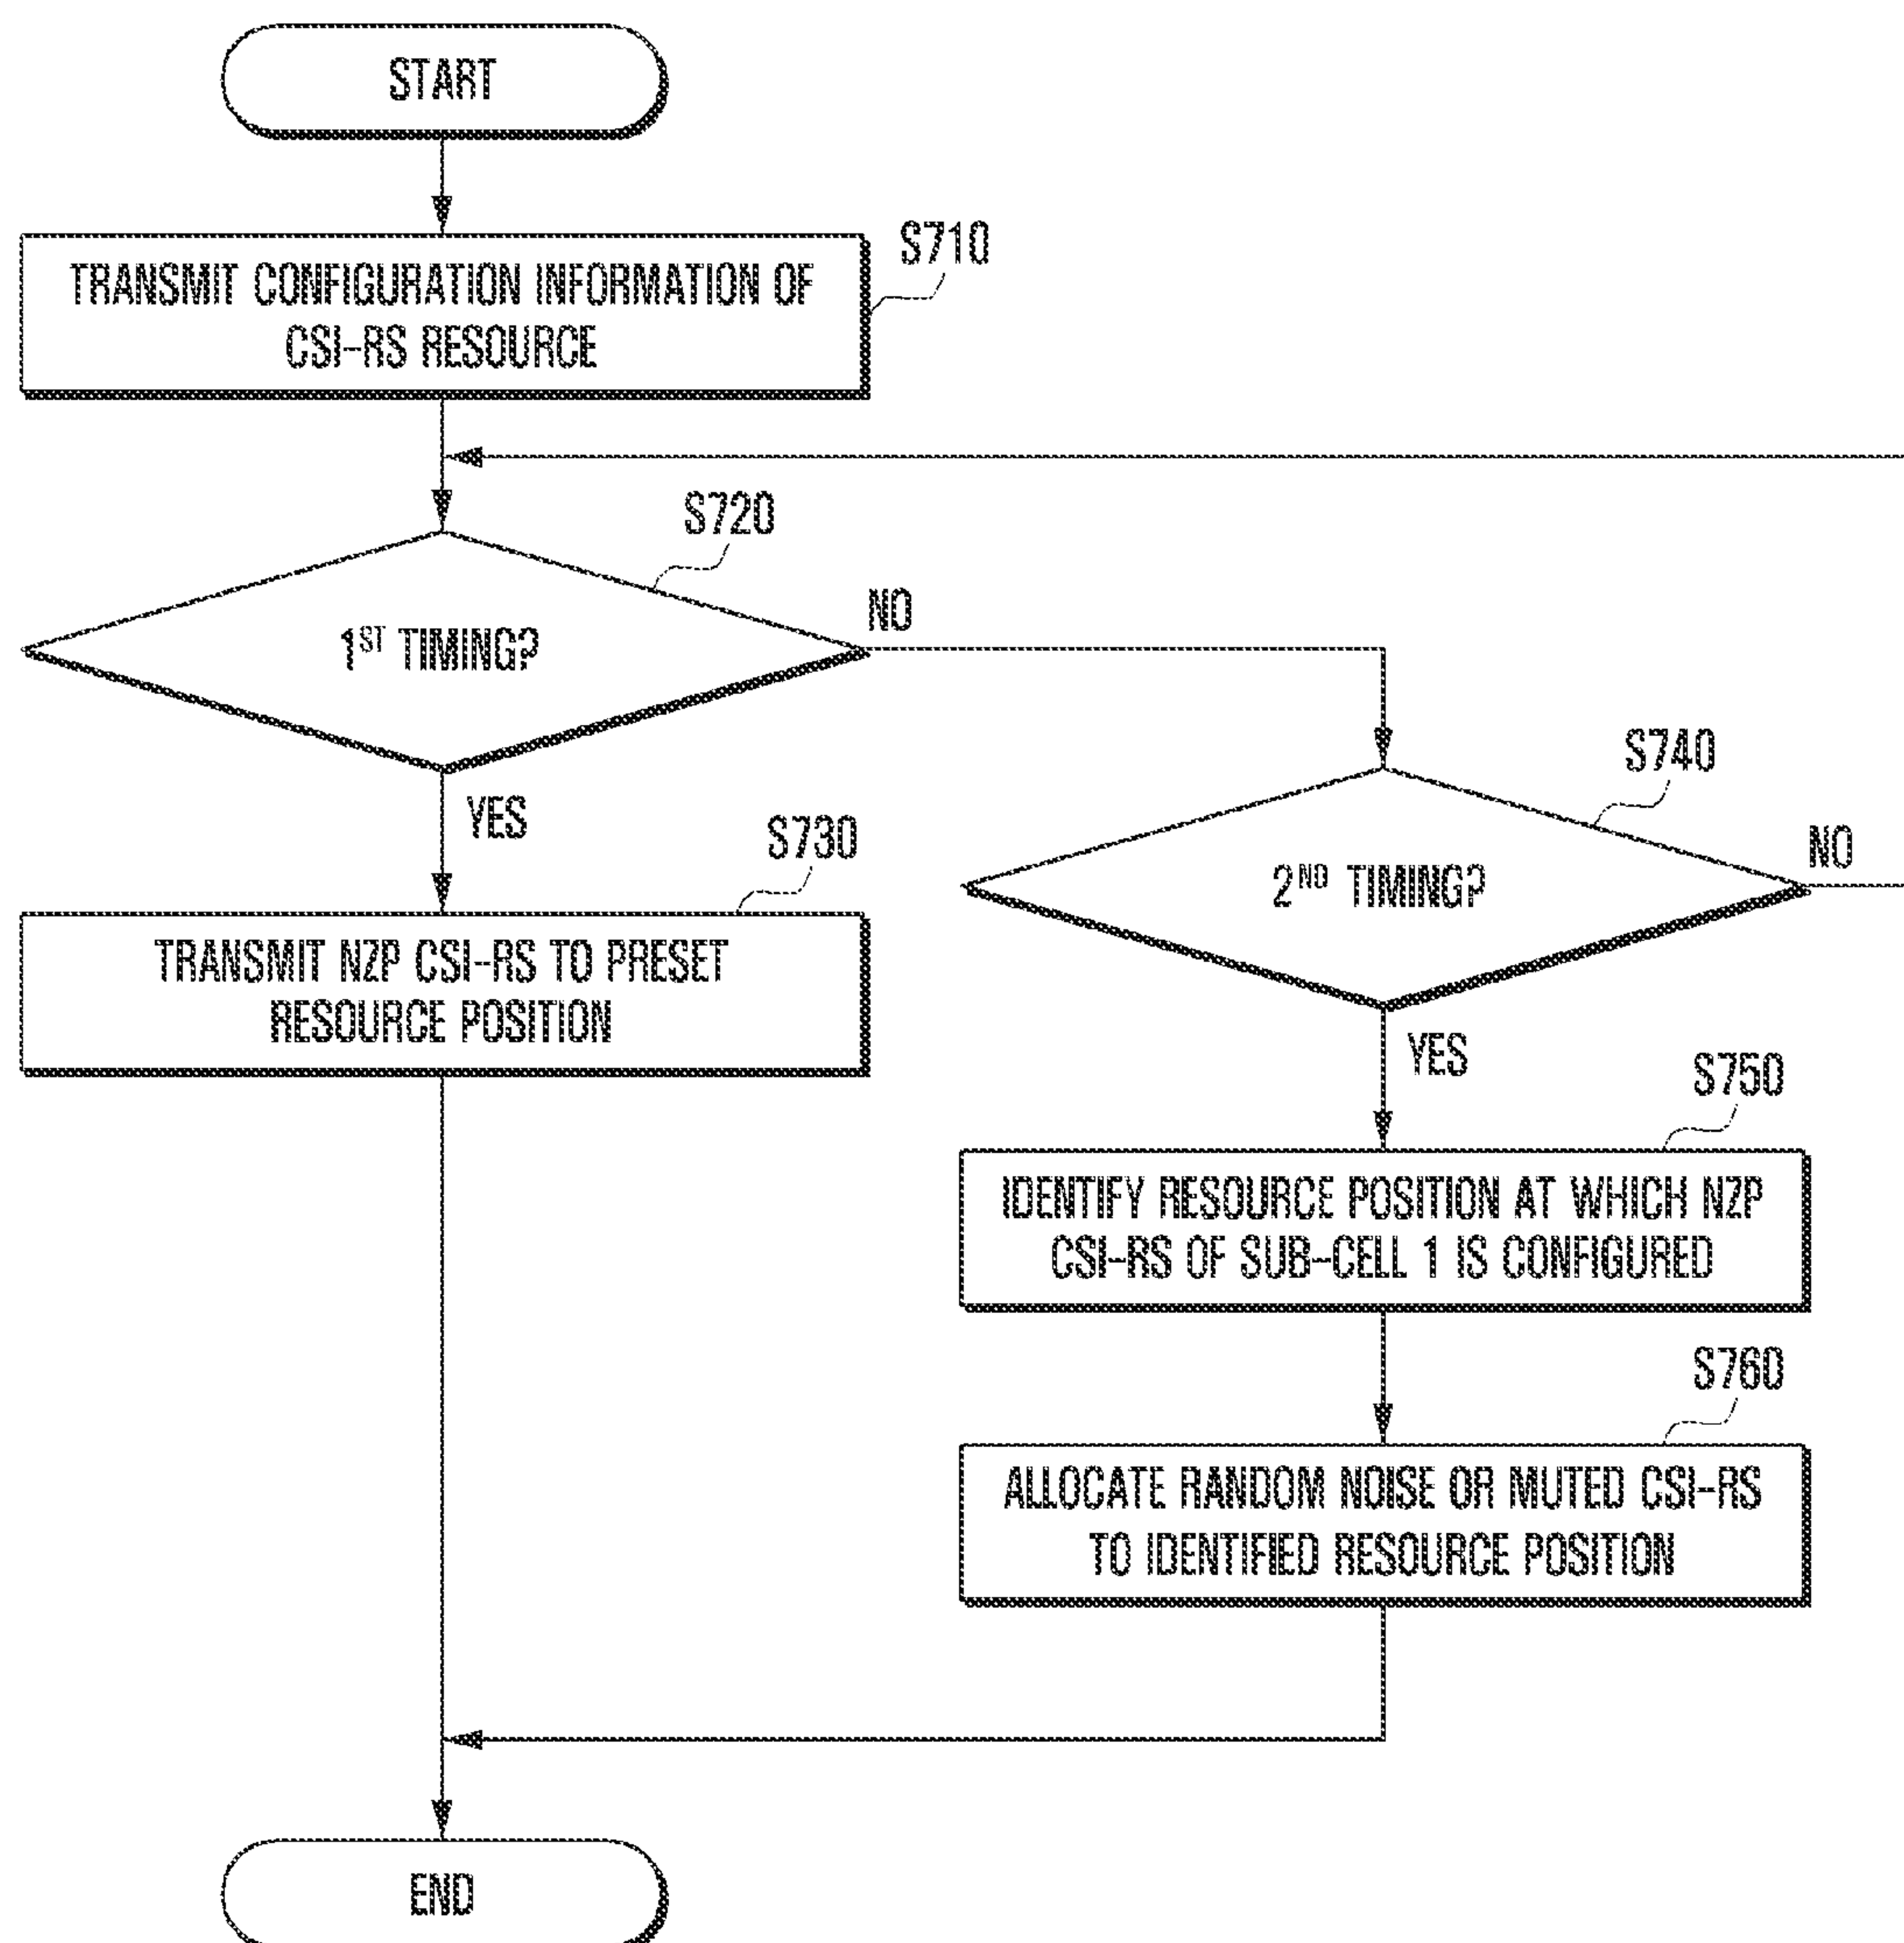 START
S710
TRANSMIT CONFIGURATION INFORMATION OF
CSI-RS RESOURCE
S720
1ST TIMING?
NO
YES
S730
TRANSMIT NZP CSI-RS TO PRESET
RESOURCE POSITION
S740
2ND TIMING?
NO
YES
S750
IDENTIFY RESOURCE POSITION AT WHICH NZP
CSI-RS OF SUB-CELL 1 IS CONFIGURED
S760
ALLOCATE RANDOM NOISE OR MUTED CSI-RS
TO IDENTIFIED RESOURCE POSITION
END